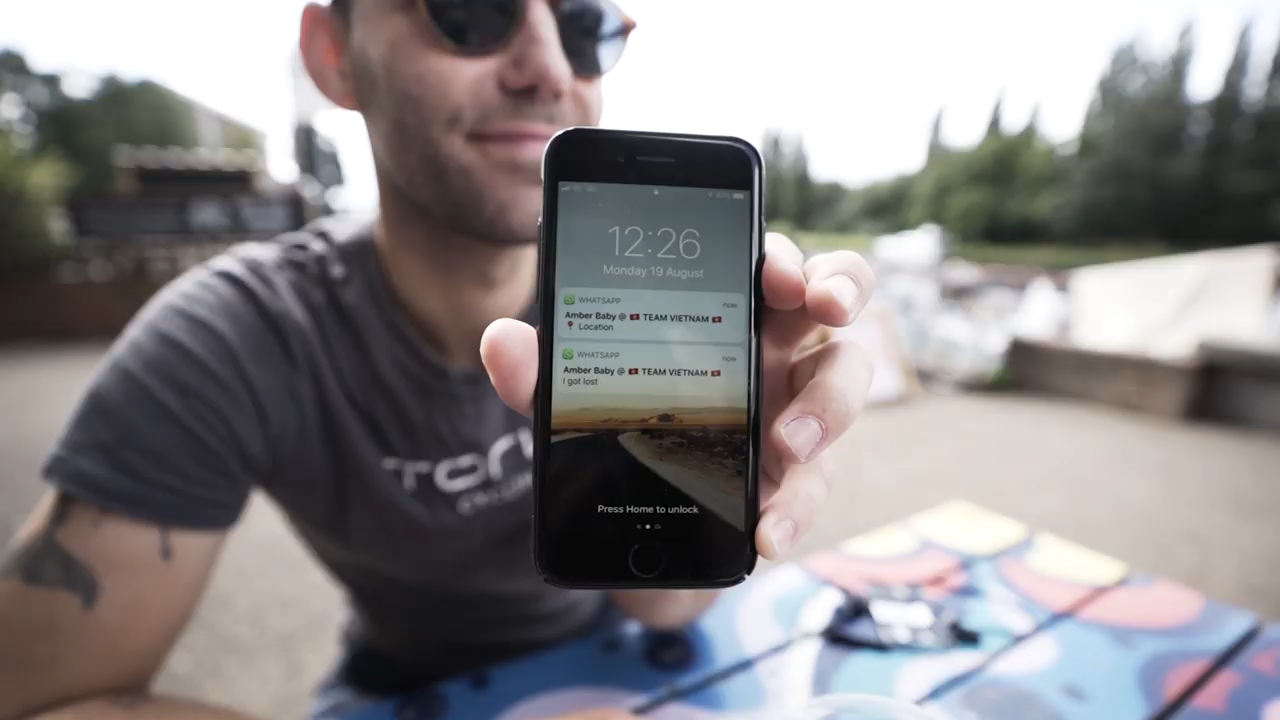 12:26
Monday 19 August
WHATSAPP now
Amber Baby @ 🇻🇳 TEAM VIETNAM 🇻🇳
📍 Location
WHATSAPP now
Amber Baby @ 🇻🇳 TEAM VIETNAM 🇻🇳
I got lost
Press Home to unlock